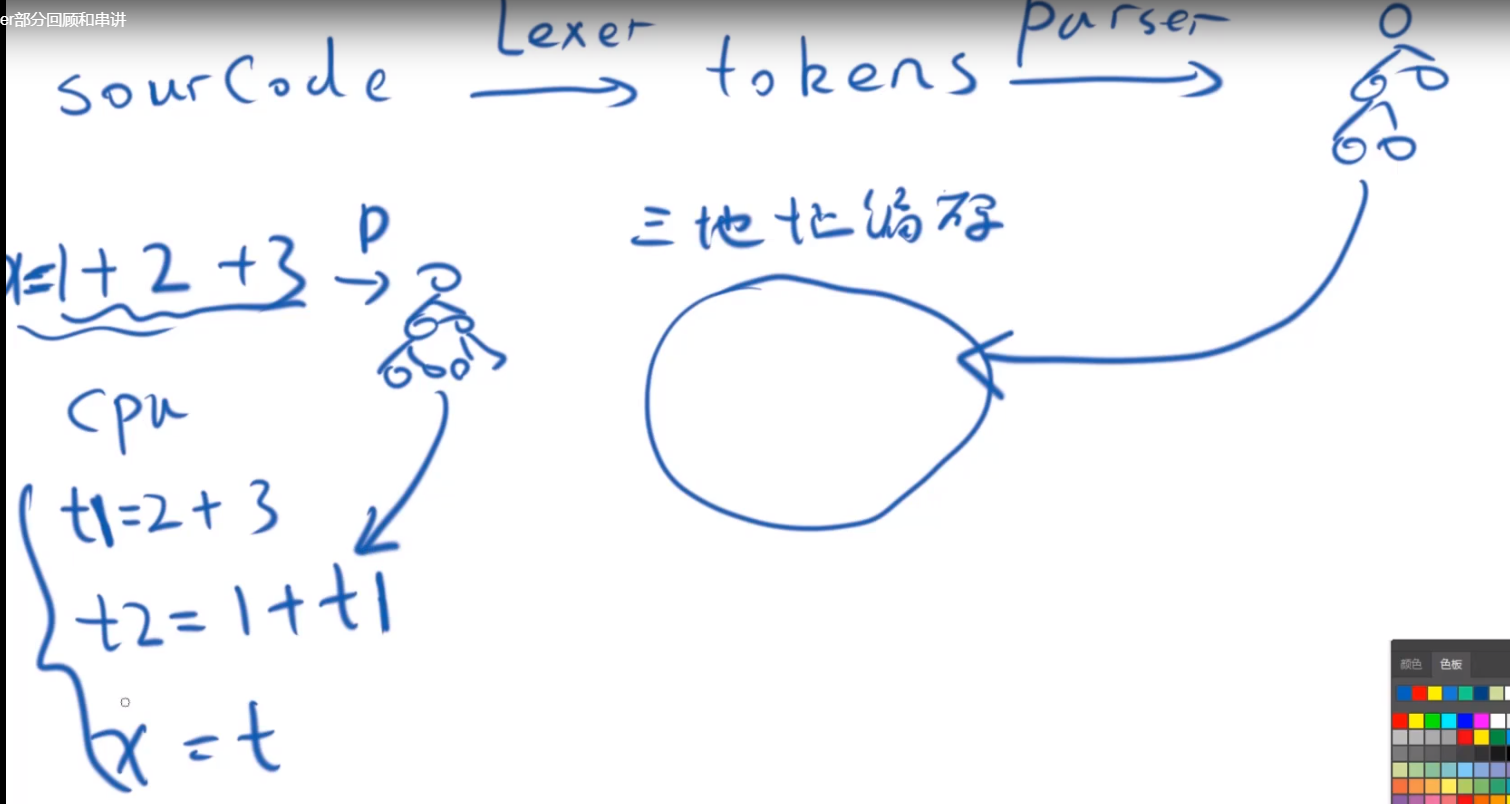 er部分回顾和串讲
sourCode Lexer tokens parser
三地址编码
x=1+2+3 P
cpu
t1=2+3
t2=1+t1
x=t
颜色 色板